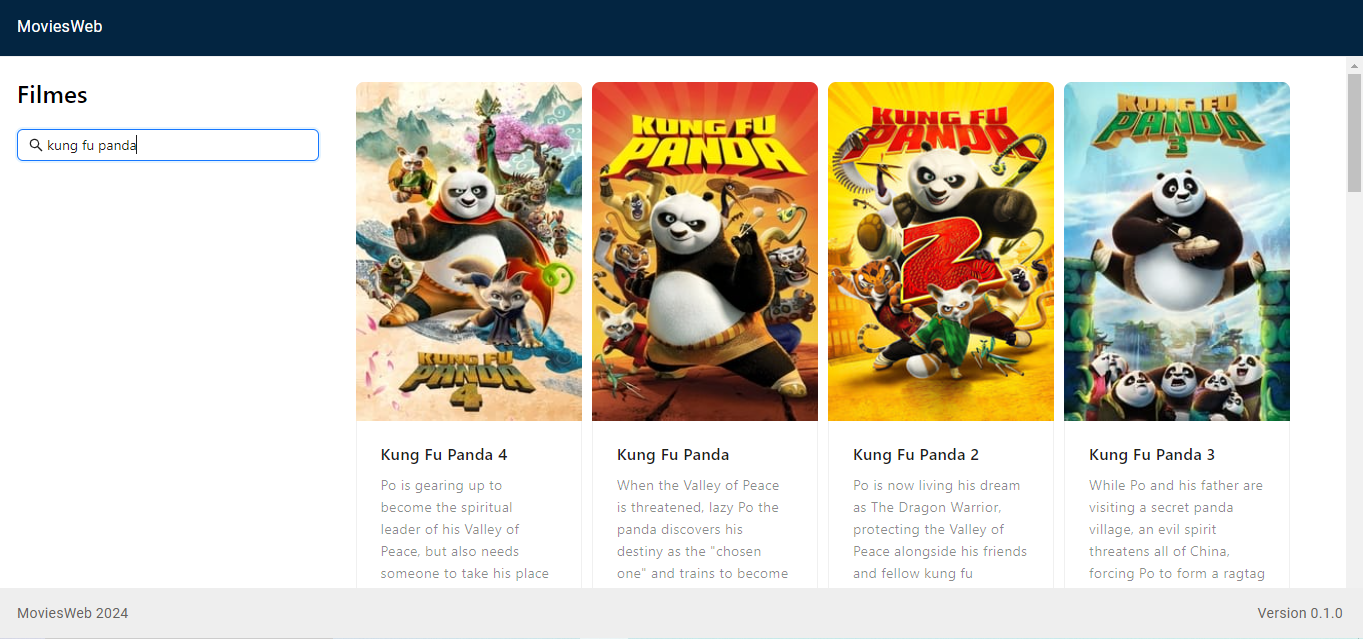 MoviesWeb
Filmes
kung fu panda
KUNG FU
PANDA
4
KUNG FU
PANDA
KUNG FU
PANDA
2
KUNG FU
PANDA
3
Kung Fu Panda 4
Po is gearing up to
become the spiritual
leader of his Valley of
Peace, but also needs
someone to take his place
Kung Fu Panda
When the Valley of Peace
is threatened, lazy Po the
panda discovers his
destiny as the "chosen
one" and trains to become
Kung Fu Panda 2
Po is now living his dream
as The Dragon Warrior,
protecting the Valley of
Peace alongside his friends
and fellow kung fu
Kung Fu Panda 3
While Po and his father are
visiting a secret panda
village, an evil spirit
threatens all of China,
forcing Po to form a ragtag
MoviesWeb 2024
Version 0.1.0